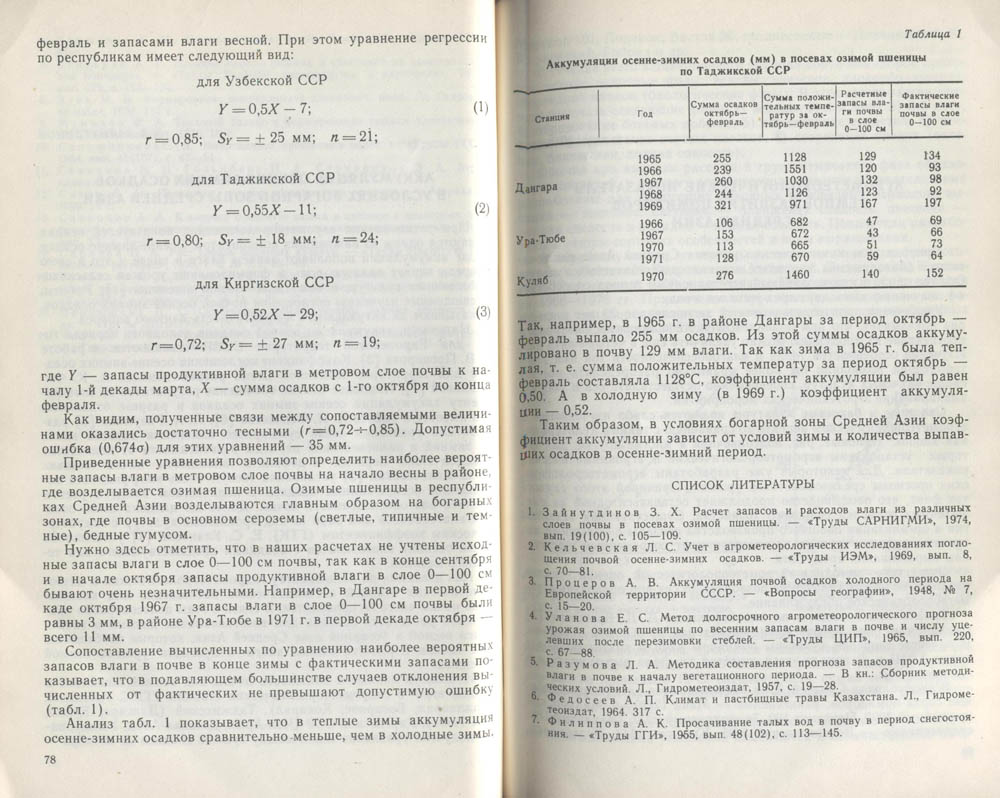 февраль и запасами влаги весной. При этом уравнение регрессии
по республикам имеет следующий вид:
для Узбекской ССР
Y = 0,5X − 7; (1)
r = 0,85; Sy = ± 25 мм; n = 21;
для Таджикской ССР
Y = 0,55X − 11; (2)
r = 0,80; Sy = ± 18 мм; n = 24;
для Киргизской ССР
Y = 0,52X − 29; (3)
r = 0,72; Sy = ± 27 мм; n = 19;
где Y — запасы продуктивной влаги в метровом слое почвы к на-
чалу 1-й декады марта, X — сумма осадков с 1-го октября до конца
февраля.
Как видим, полученные связи между сопоставляемыми величи-
нами оказались достаточно тесными (r = 0,72÷0,85). Допустимая
ошибка (0,674σ) для этих уравнений — 35 мм.
Приведенные уравнения позволяют определить наиболее вероят-
ные запасы влаги в метровом слое почвы на начало весны в районе,
где возделывается озимая пшеница. Озимые пшеницы в республи-
ках Средней Азии возделываются главным образом на богарных
зонах, где почвы в основном сероземы (светлые, типичные и тем-
ные), бедные гумусом.
Нужно здесь отметить, что в наших расчетах не учтены исход-
ные запасы влаги в слое 0—100 см почвы, так как в конце сентября
и в начале октября запасы продуктивной влаги в слое 0—100 см
бывают очень незначительными. Например, в Дангаре в первой де-
каде октября 1967 г. запасы влаги в слое 0—100 см почвы были
равны 3 мм, в районе Ура-Тюбе в 1971 г. в первой декаде октября —
всего 11 мм.
Сопоставление вычисленных по уравнению наиболее вероятных
запасов влаги в почве в конце зимы с фактическими запасами по-
казывает, что в подавляющем большинстве случаев отклонения вы-
численных от фактических не превышают допустимую ошибку
(табл. 1).
Анализ табл. 1 показывает, что в теплые зимы аккумуляция
осенне-зимних осадков сравнительно меньше, чем в холодные зимы.
78
Таблица 1
Аккумуляции осенне-зимних осадков (мм) в посевах озимой пшеницы
по Таджикской ССР
Станция | Год | Сумма осадков октябрь— февраль | Сумма положи- тельных темпе- ратур за ок- тябрь—февраль | Расчетные запасы вла- ги почвы в слое 0—100 см | Фактические запасы влаги почвы в слое 0—100 см
1965 255 1128 129 134
1966 239 1551 120 93
Дангара 1967 260 1030 132 98
1968 244 1126 123 92
1969 321 971 167 197
1966 106 682 47 69
Ура-Тюбе 1967 153 672 43 66
1970 113 665 51 73
1971 128 670 59 64
Куляб 1970 276 1460 140 152
Так, например, в 1965 г. в районе Дангары за период октябрь —
февраль выпало 255 мм осадков. Из этой суммы осадков аккуму-
лировано в почву 129 мм влаги. Так как зима в 1965 г. была теп-
лая, т. е. сумма положительных температур за период октябрь —
февраль составляла 1128°С, коэффициент аккумуляции был равен
0,50. А в холодную зиму (в 1969 г.) коэффициент аккумуля-
ции — 0,52.
Таким образом, в условиях богарной зоны Средней Азии коэф-
фициент аккумуляции зависит от условий зимы и количества выпав-
ших осадков в осенне-зимний период.
СПИСОК ЛИТЕРАТУРЫ
1. Зайнутдинов З. Х. Расчет запасов и расходов влаги из различных
слоев почвы в посевах озимой пшеницы. — «Труды САРНИГМИ», 1974,
вып. 19(100), с. 105—109.
2. Кельчевская Л. С. Учет в агрометеорологических исследованиях погло-
щения почвой осенне-зимних осадков. — «Труды ИЭМ», 1969, вып. 8,
с. 70—81.
3. Процеров А. В. Аккумуляция почвой осадков холодного периода на
Европейской территории СССР. — «Вопросы географии», 1948, № 7,
с. 15—20.
4. Уланова Е. С. Метод долгосрочного агрометеорологического прогноза
урожая озимой пшеницы по весенним запасам влаги в почве и числу уце-
левших после перезимовки стеблей. — «Труды ЦИП», 1965, вып. 220,
с. 67—88.
5. Разумова Л. А. Методика составления прогноза запасов продуктивной
влаги в почве к началу вегетационного периода. — В кн.: Сборник методи-
ческих условий. Л., Гидрометеоиздат, 1957, с. 19—28.
6. Федосеев А. П. Климат и пастбищные травы Казахстана. Л., Гидроме-
теоиздат, 1964. 317 с.
7. Филиппова А. К. Просачивание талых вод в почву в период снегостоя-
ния. — «Труды ГГИ», 1955, вып. 48(102), с. 113—145.